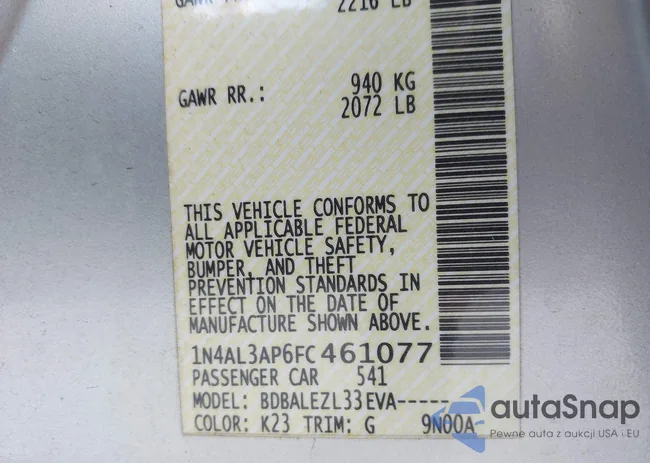 2216 LB
GAWR RR.: 940 KG
2072 LB
THIS VEHICLE CONFORMS TO
ALL APPLICABLE FEDERAL
MOTOR VEHICLE SAFETY,
BUMPER, AND THEFT
PREVENTION STANDARDS IN
EFFECT ON THE DATE OF
MANUFACTURE SHOWN ABOVE.
1N4AL3AP6FC461077
PASSENGER CAR 541
MODEL: BDBALEZL33EVA------
COLOR: K23 TRIM: G 9N00A
autaSnap
Pewne auta z aukcji USA i EU